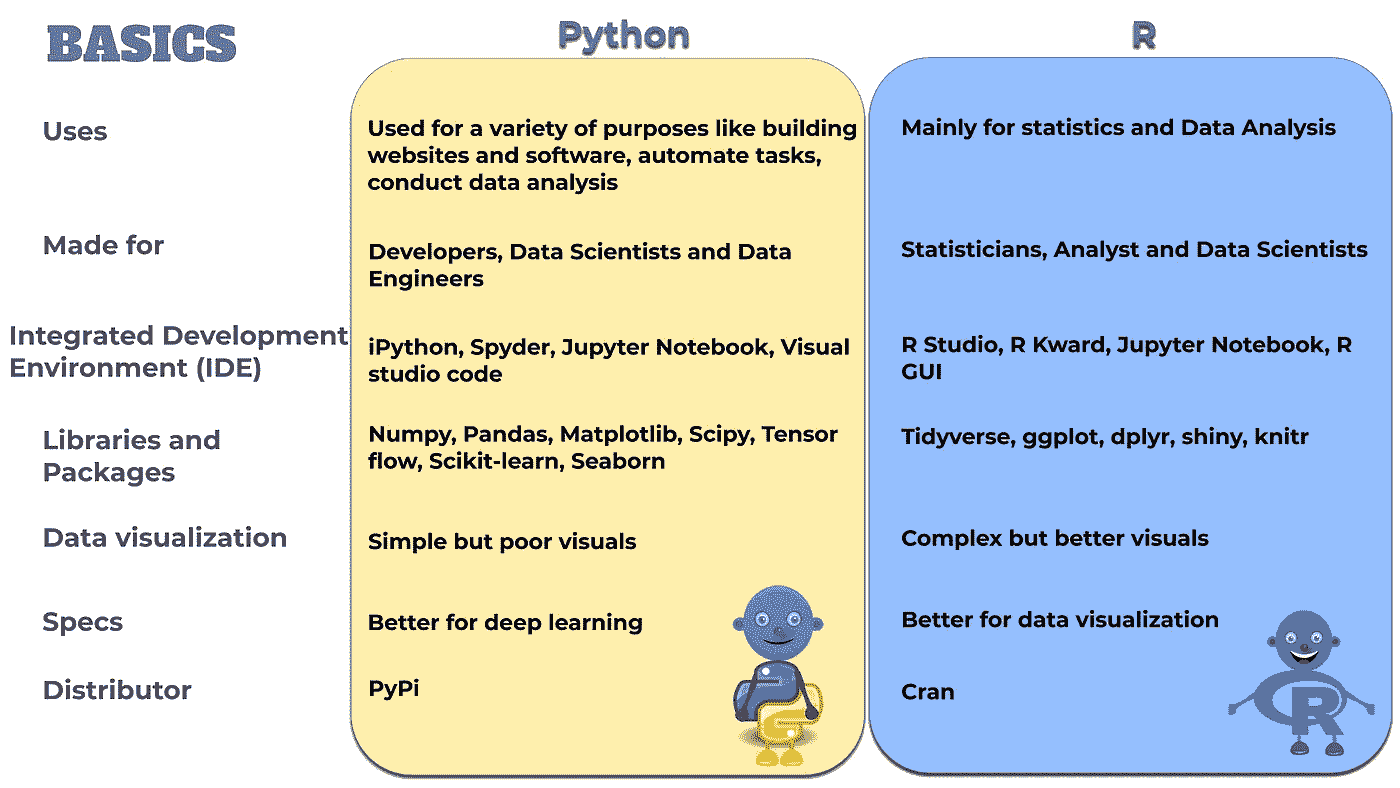 BASICS
Python
R
Uses
Used for a variety of purposes like building
websites and software, automate tasks,
conduct data analysis
Mainly for statistics and Data Analysis
Made for
Developers, Data Scientists and Data
Engineers
Statisticians, Analyst and Data Scientists
Integrated Development
Environment (IDE)
iPython, Spyder, Jupyter Notebook, Visual
studio code
R Studio, R Kward, Jupyter Notebook, R
GUI
Libraries and
Packages
Numpy, Pandas, Matplotlib, Scipy, Tensor
flow, Scikit-learn, Seaborn
Tidyverse, ggplot, dplyr, shiny, knitr
Data visualization
Simple but poor visuals
Complex but better visuals
Specs
Better for deep learning
Better for data visualization
Distributor
PyPi
Cran
R